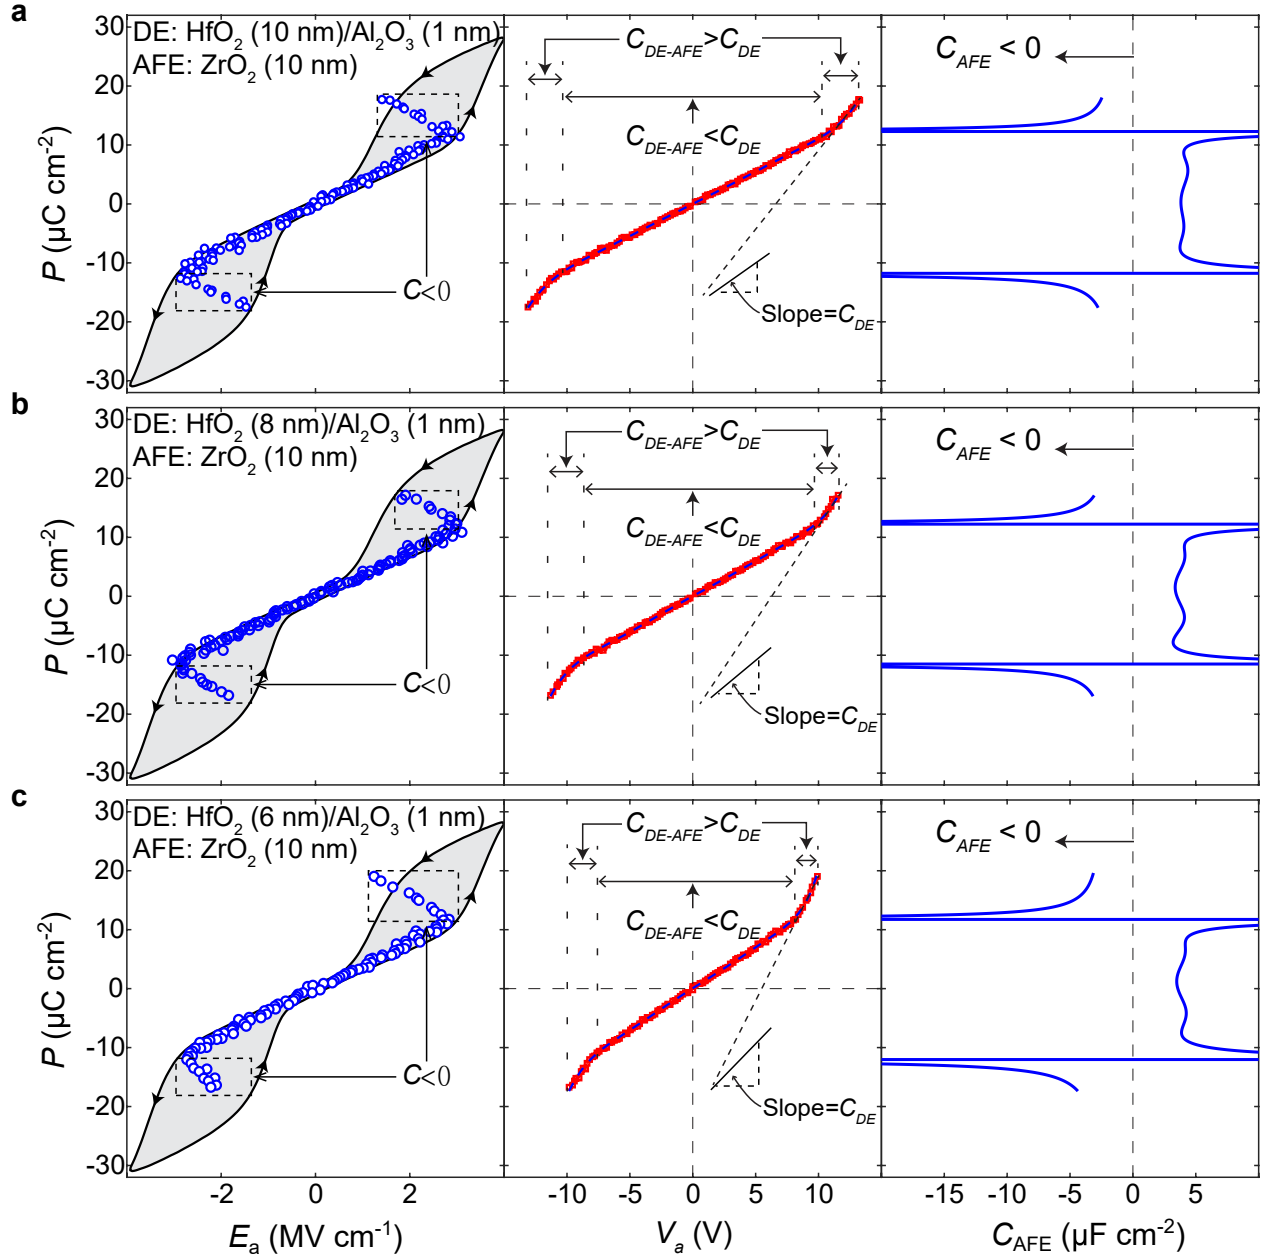 a
DE: HfO2 (10 nm)/Al2O3 (1 nm)
AFE: ZrO2 (10 nm)
C<0
P (μC cm-2)
30
20
10
0
-10
-20
-30
CDE-AFE>CDE
CDE-AFE<CDE
Slope=CDE
CAFE < 0
b
DE: HfO2 (8 nm)/Al2O3 (1 nm)
AFE: ZrO2 (10 nm)
C<0
P (μC cm-2)
30
20
10
0
-10
-20
-30
CDE-AFE>CDE
CDE-AFE<CDE
Slope=CDE
CAFE < 0
c
DE: HfO2 (6 nm)/Al2O3 (1 nm)
AFE: ZrO2 (10 nm)
C<0
P (μC cm-2)
30
20
10
0
-10
-20
-30
CDE-AFE>CDE
CDE-AFE<CDE
Slope=CDE
CAFE < 0
-2 0 2
Ea (MV cm-1)
-10 -5 0 5 10
Va (V)
-15 -10 -5 0 5
CAFE (μF cm-2)